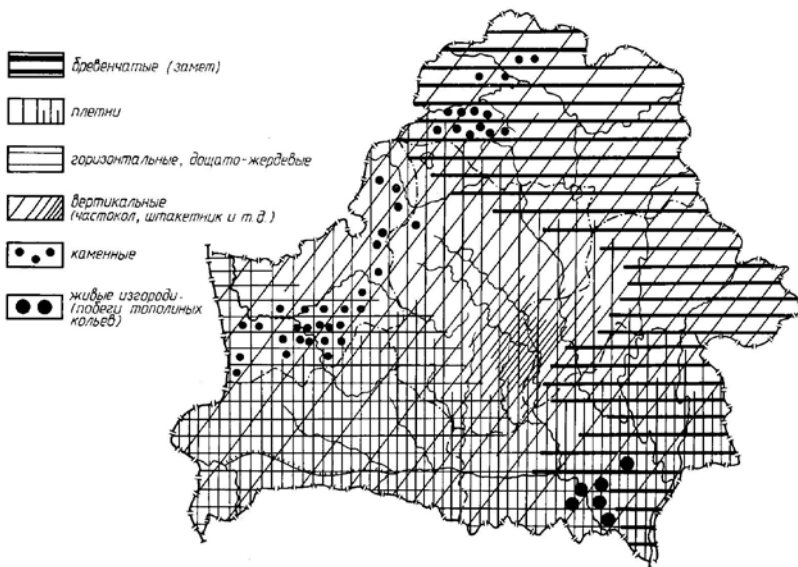 бревенчатые (замет)
плетни
горизонтальные, дощато-жердевые
вертикальные
(частокол, штакетник и т.д.)
каменные
живые изгороди-
(побеги тополиных
кольев)